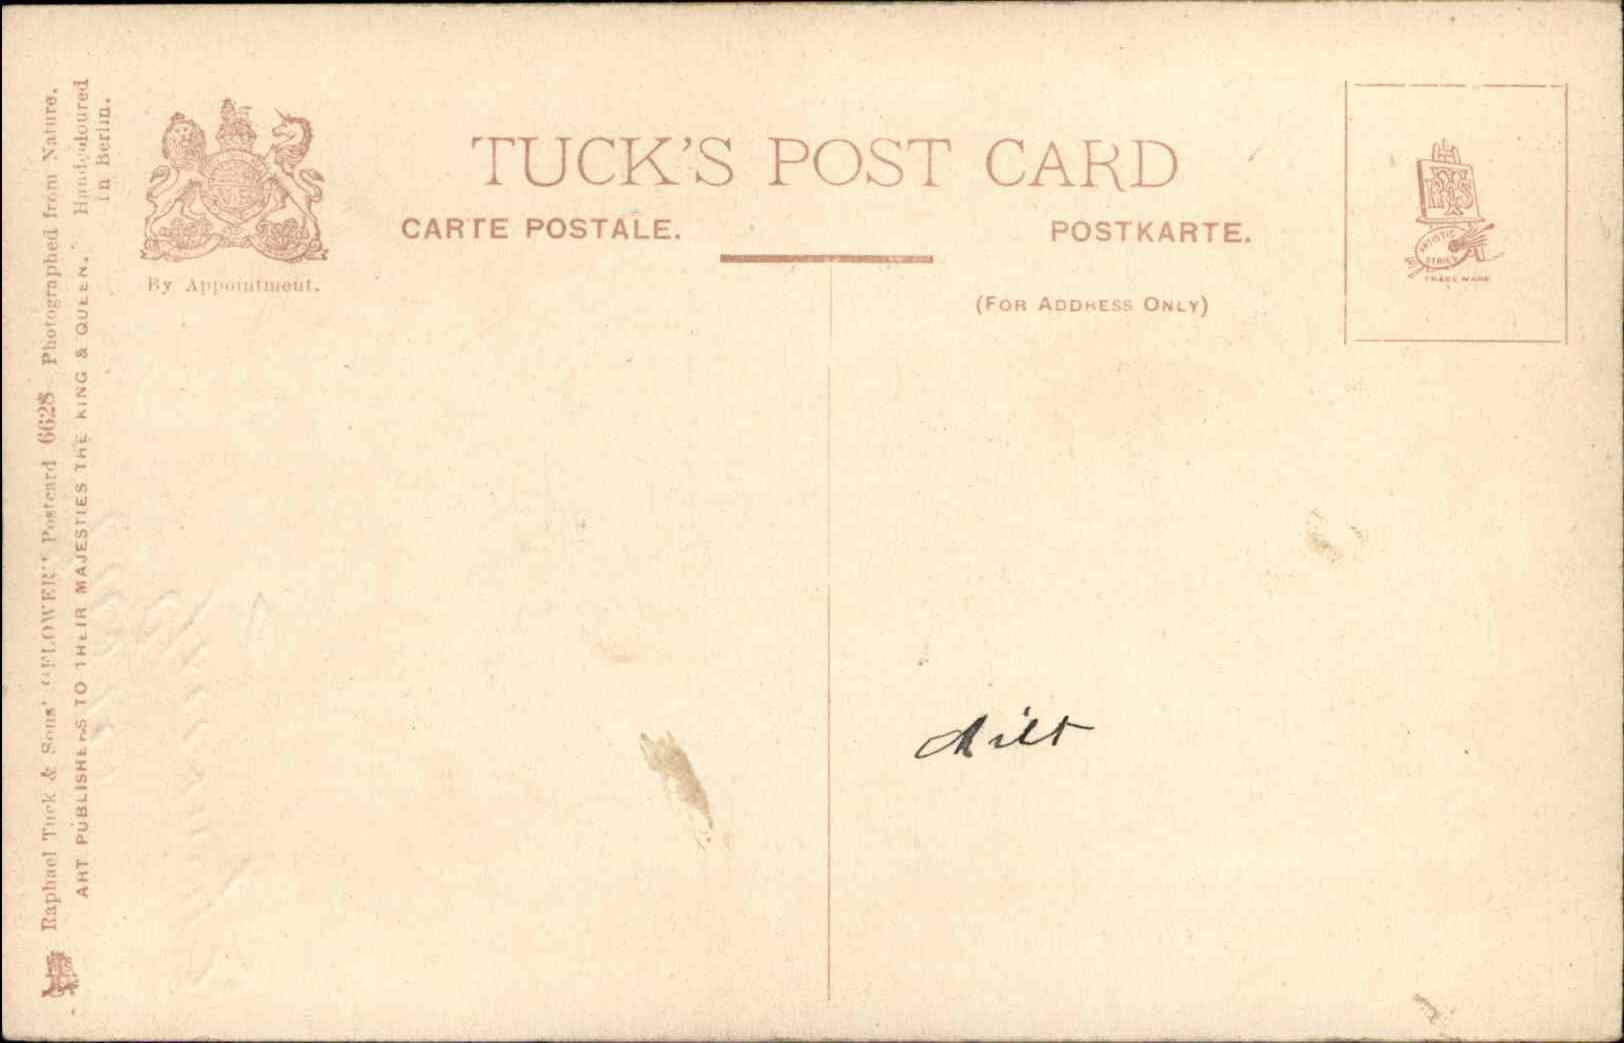 TUCK'S POST CARD
CARTE POSTALE.
POSTKARTE.
(FOR ADDRESS ONLY)
By Appointment.
Raphael Tuck & Sons' "FLOWER" Postcard 6628 Photographed from Nature.
ART PUBLISHERS TO THEIR MAJESTIES THE KING & QUEEN.
Handcoloured
in Berlin.
ARTISTIC
SERIES
TRADE MARK